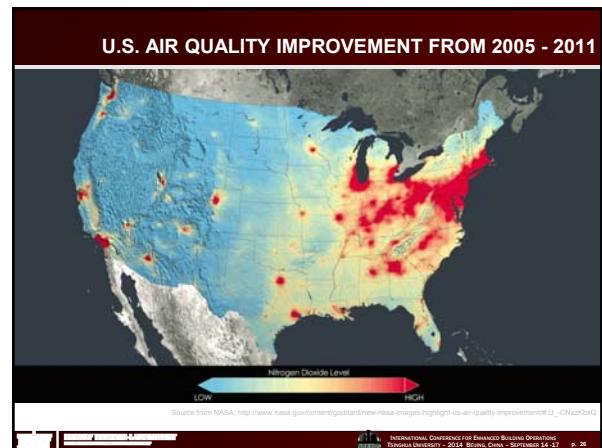 U.S. AIR QUALITY IMPROVEMENT FROM 2005 - 2011
Nitrogen Dioxide Level
LOW
HIGH
Source from NASA: http://www.nasa.gov/content/goddard/new-nasa-images-highlight-us-air-quality-improvement/#.U_-CNxzKbxQ
INTERNATIONAL CONFERENCE FOR ENHANCED BUILDING OPERATIONS
TSINGHUA UNIVERSITY – 2014 BEIJING, CHINA – SEPTEMBER 14 -17 p. 26